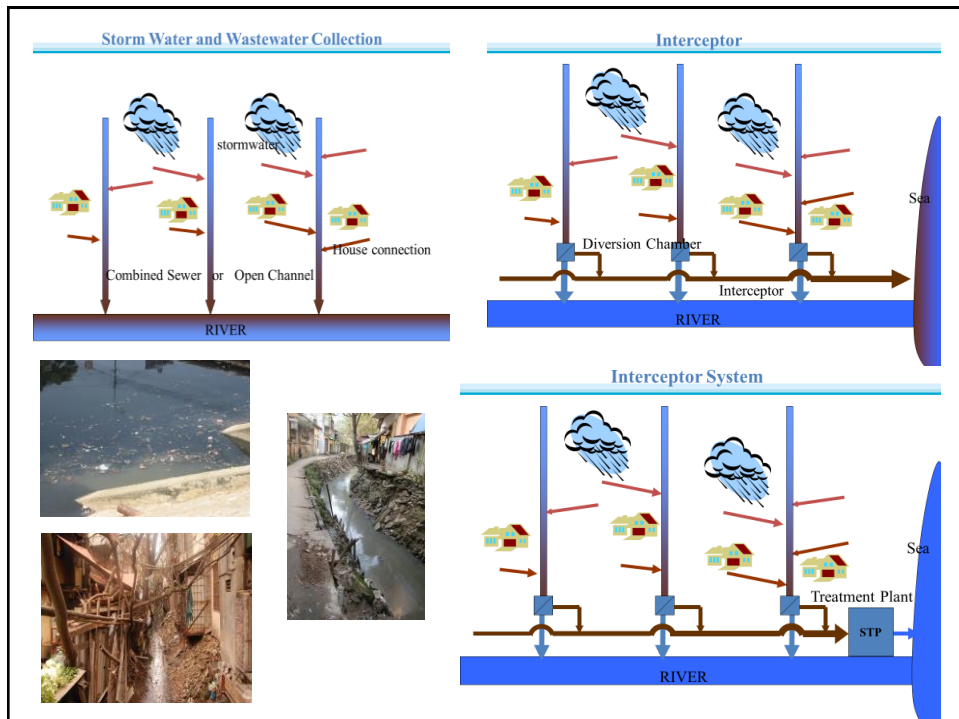 Storm Water and Wastewater Collection
stormwater
House connection
Combined Sewer or Open Channel
RIVER
Interceptor
Sea
Diversion Chamber
Interceptor
RIVER
Interceptor System
Sea
Treatment Plant
STP
RIVER